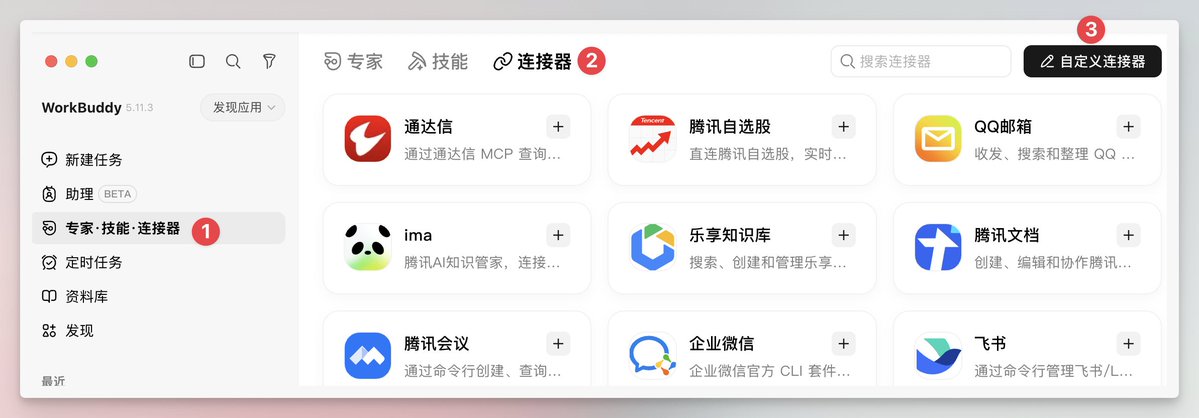 WorkBuddy 5.11.3
发现应用
新建任务
助理 BETA
专家·技能·连接器 1
定时任务
资料库
发现
最近
专家
技能
连接器 2
搜索连接器
3
自定义连接器
通达信
通过通达信 MCP 查询...
Tencent
腾讯自选股
直连腾讯自选股，实时...
QQ邮箱
收发、搜索和整理 QQ ...
ima
腾讯AI知识管家，连接...
乐享知识库
搜索、创建和管理乐享...
腾讯文档
创建、编辑和协作腾讯...
腾讯会议
通过命令行创建、查询...
企业微信
企业微信官方 CLI 套件...
飞书
通过命令行管理飞书/L...